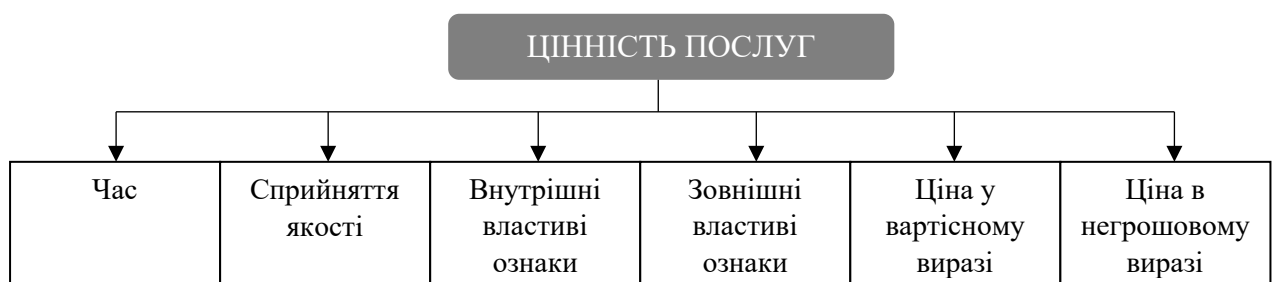 ЦІННІСТЬ ПОСЛУГ
Час
Сприйняття
якості
Внутрішні
властиві
ознаки
Зовнішні
властиві
ознаки
Ціна у
вартісному
виразі
Ціна в
негрошовому
виразі